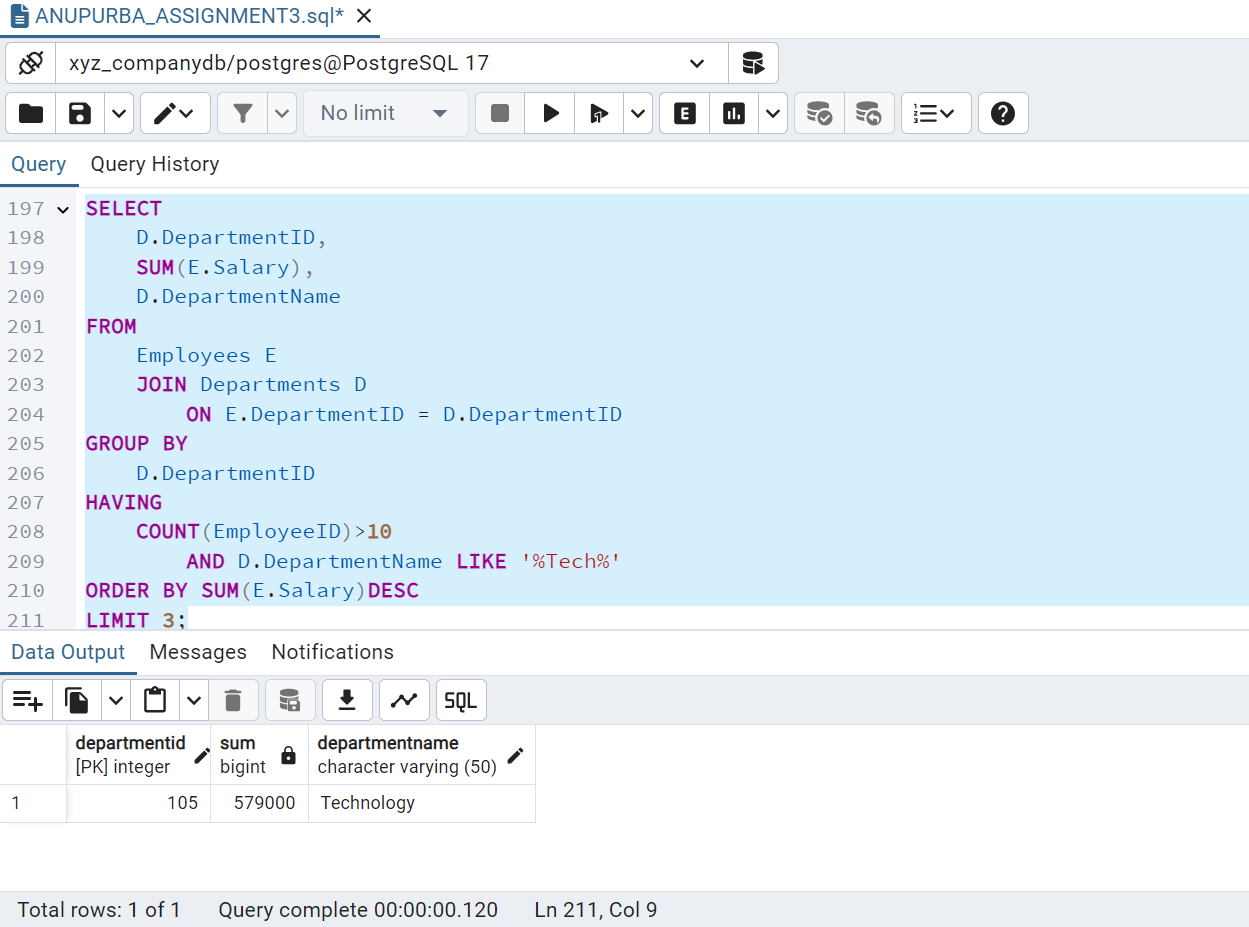 ANUPURBA_ASSIGNMENT3.sql*
xyz_companydb/postgres@PostgreSQL 17
No limit
E
Query Query History
197 SELECT
198 D.DepartmentID,
199 SUM(E.Salary),
200 D.DepartmentName
201 FROM
202 Employees E
203 JOIN Departments D
204 ON E.DepartmentID = D.DepartmentID
205 GROUP BY
206 D.DepartmentID
207 HAVING
208 COUNT(EmployeeID)>10
209 AND D.DepartmentName LIKE '%Tech%'
210 ORDER BY SUM(E.Salary)DESC
211 LIMIT 3;
Data Output Messages Notifications
SQL
departmentid sum departmentname
[PK] integer bigint character varying (50)
1 105 579000 Technology
Total rows: 1 of 1 Query complete 00:00:00.120 Ln 211, Col 9